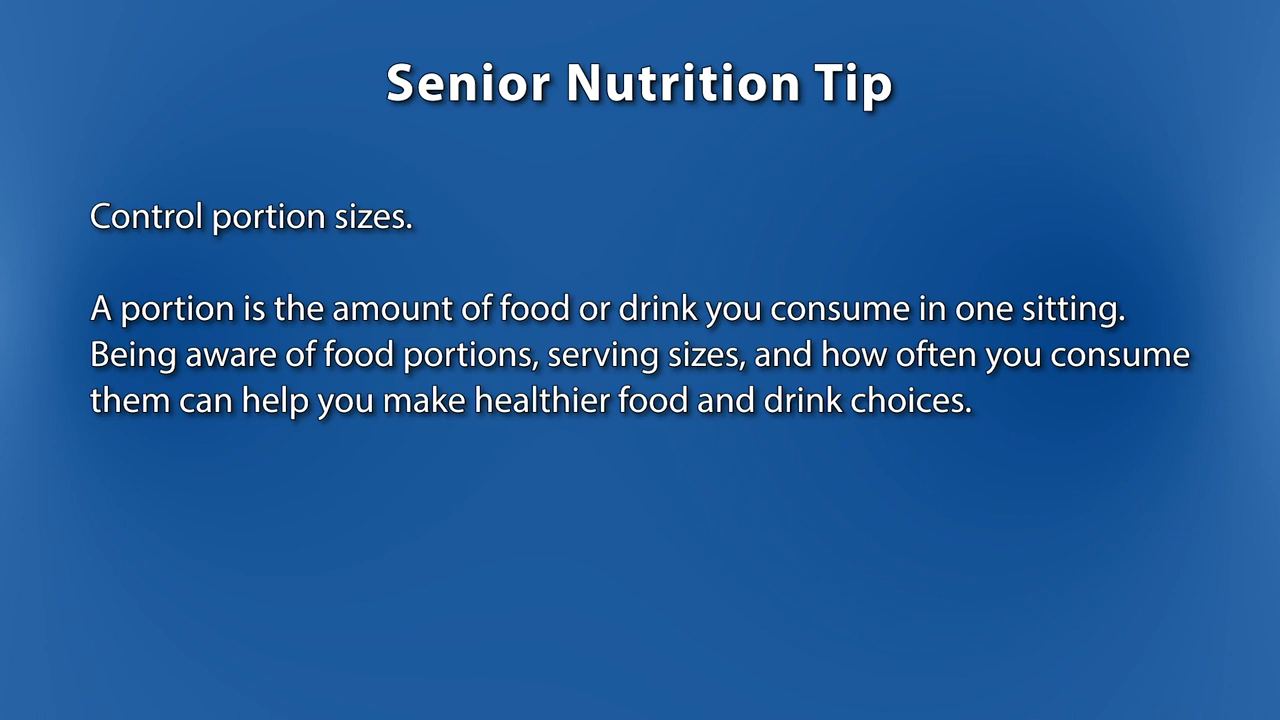 Senior Nutrition Tip
Control portion sizes.
A portion is the amount of food or drink you consume in one sitting.
Being aware of food portions, serving sizes, and how often you consume
them can help you make healthier food and drink choices.